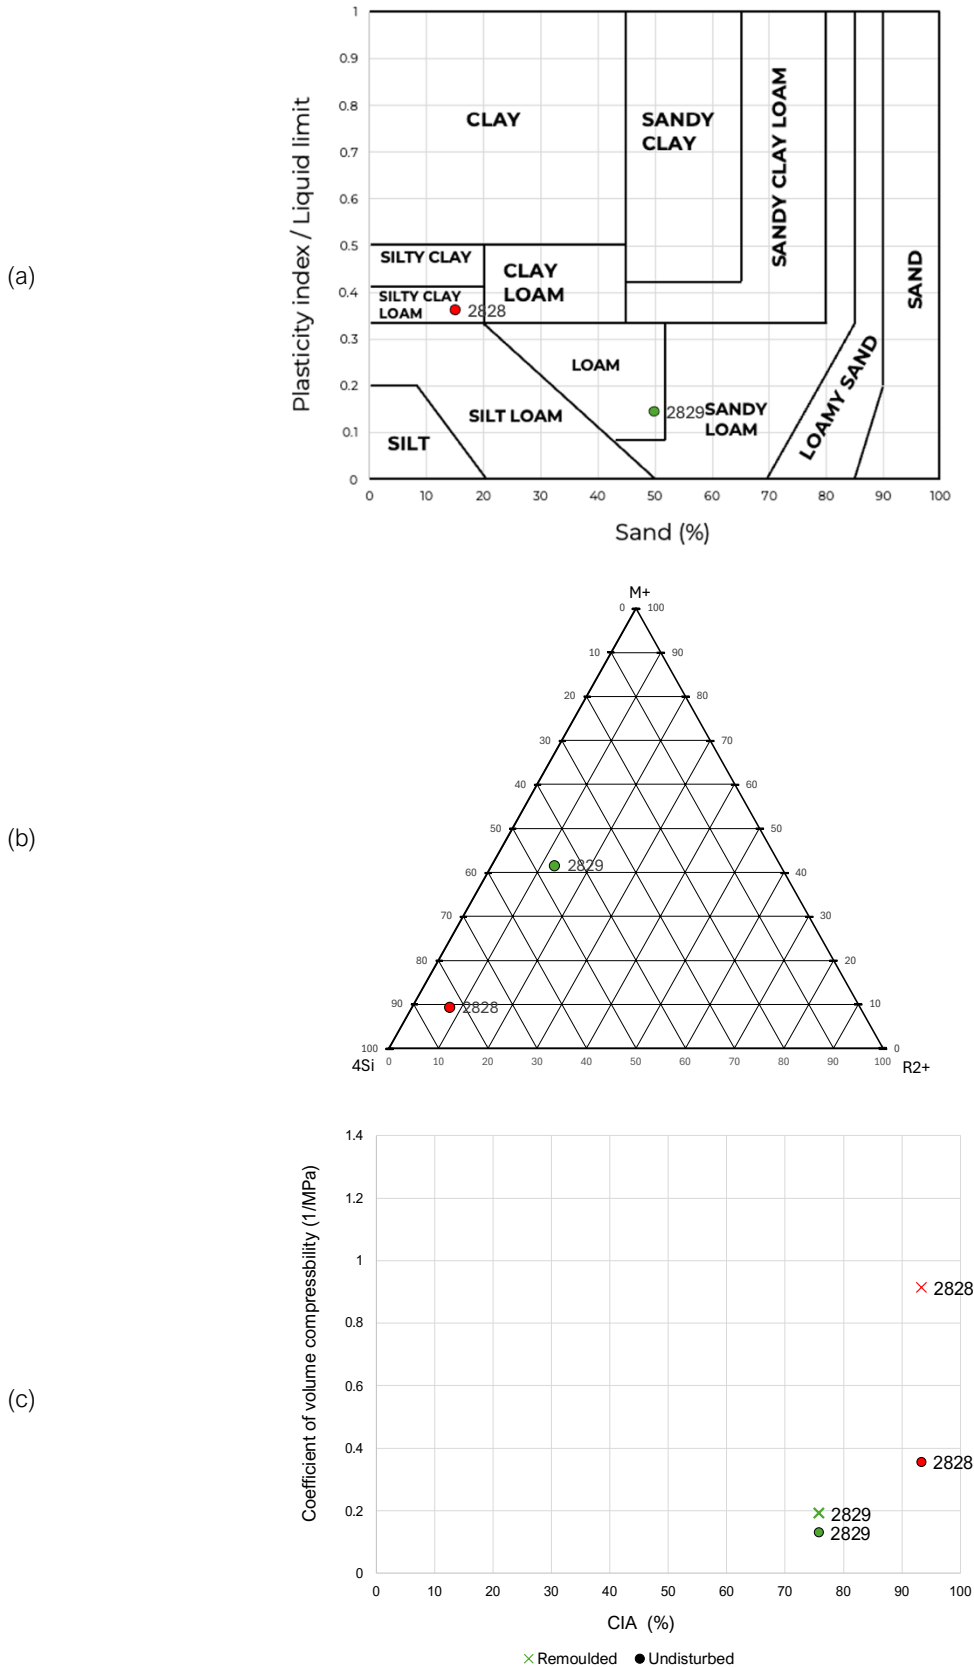 (a)
Plasticity index / Liquid limit
1
0.9
0.8
0.7
0.6
0.5
0.4
0.3
0.2
0.1
0
CLAY
SANDY
CLAY
SANDY CLAY LOAM
SAND
SILTY CLAY
CLAY
LOAM
SILTY CLAY
LOAM
2828
LOAM
LOAMY SAND
2829
SANDY
LOAM
SILT LOAM
SILT
0 10 20 30 40 50 60 70 80 90 100
Sand (%)
(b)
M+
0 100
10 90
20 80
30 70
40 60
50 50
2829
60 40
70 30
80 20
90 10
2828
100 0
4Si
0 10 20 30 40 50 60 70 80 90 100
R2+
(c)
Coefficient of volume compressbility (1/MPa)
1.4
1.2
1
0.8
0.6
0.4
0.2
0
2828
2828
2829
2829
0 10 20 30 40 50 60 70 80 90 100
CIA (%)
Remoulded Undisturbed